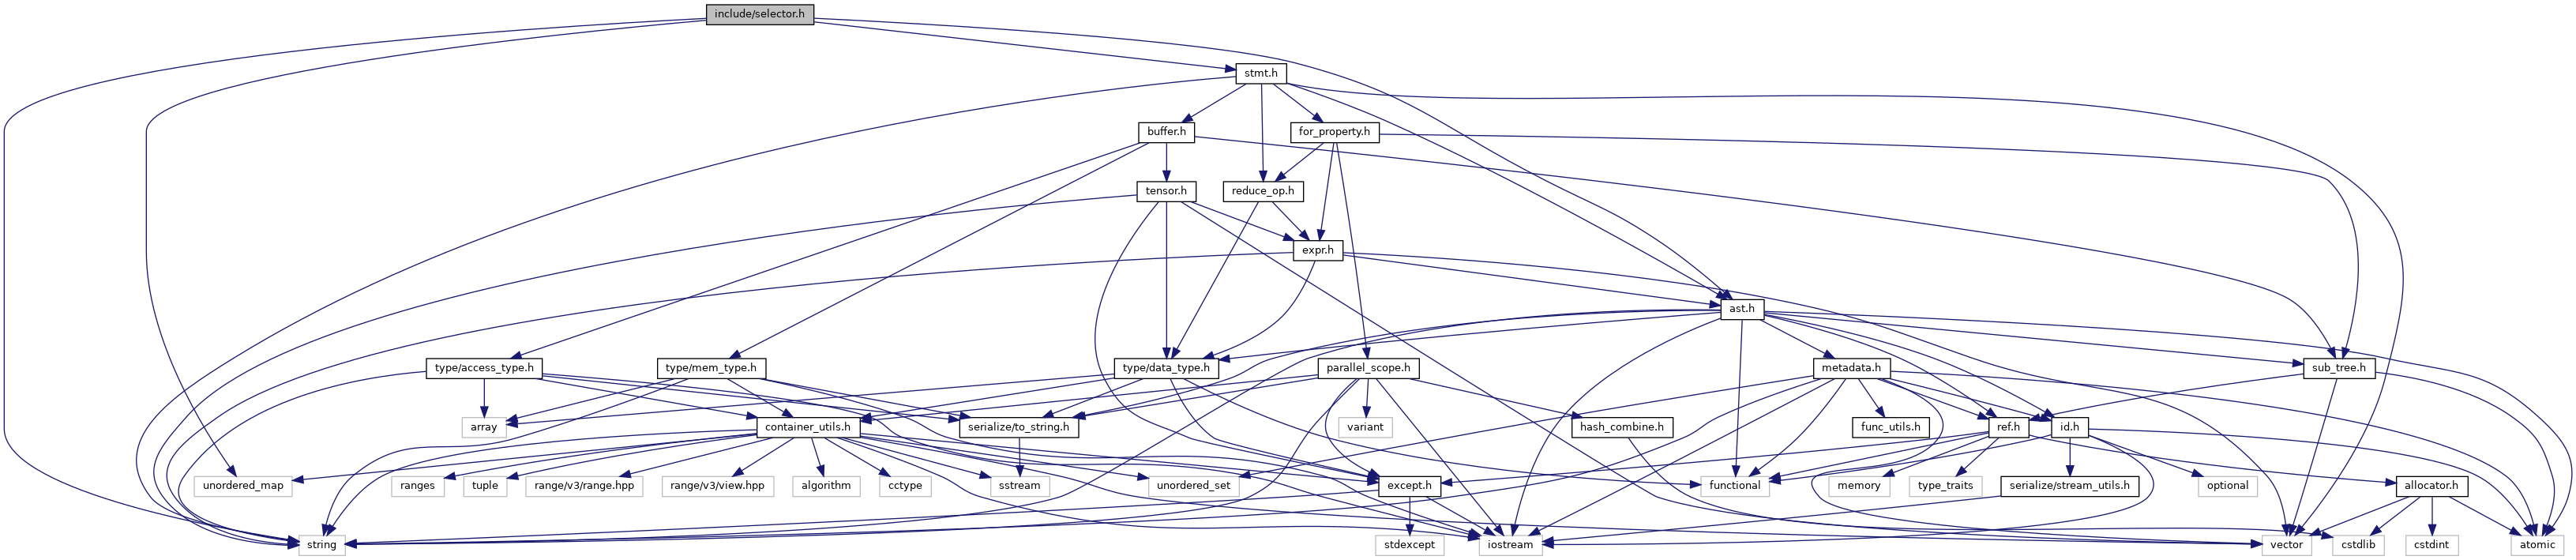 include/selector.h
stmt.h
buffer.h
for_property.h
tensor.h
reduce_op.h
expr.h
ast.h
type/access_type.h
type/mem_type.h
type/data_type.h
parallel_scope.h
metadata.h
sub_tree.h
array
container_utils.h
serialize/to_string.h
variant
hash_combine.h
func_utils.h
ref.h
id.h
unordered_map
ranges
tuple
range/v3/range.hpp
range/v3/view.hpp
algorithm
cctype
sstream
unordered_set
except.h
functional
memory
type_traits
serialize/stream_utils.h
optional
allocator.h
string
stdexcept
iostream
vector
cstdlib
cstdint
atomic